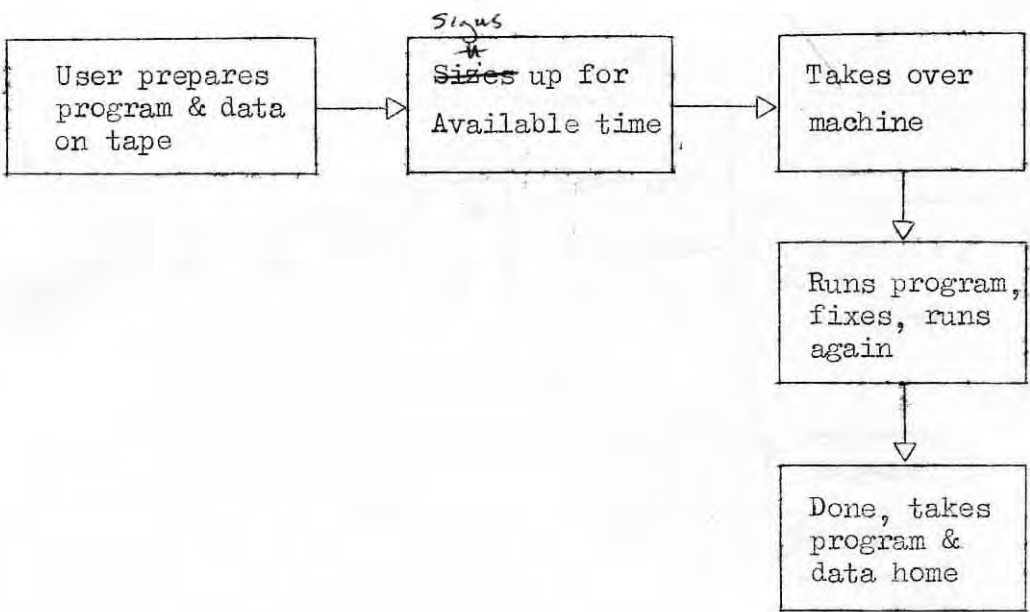 User prepares
program & data
on tape
Signs
n
Sizes up for
Available time
Takes over
machine
Runs program,
fixes, runs
again
Done, takes
program &
data home